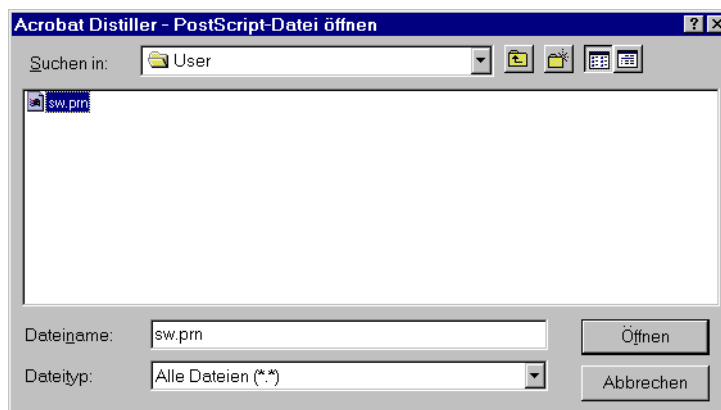 Acrobat Distiller - PostScript-Datei öffnen
Suchen in: User
sw.prn
Dateiname: sw.prn Öffnen
Dateityp: Alle Dateien (*.*) Abbrechen